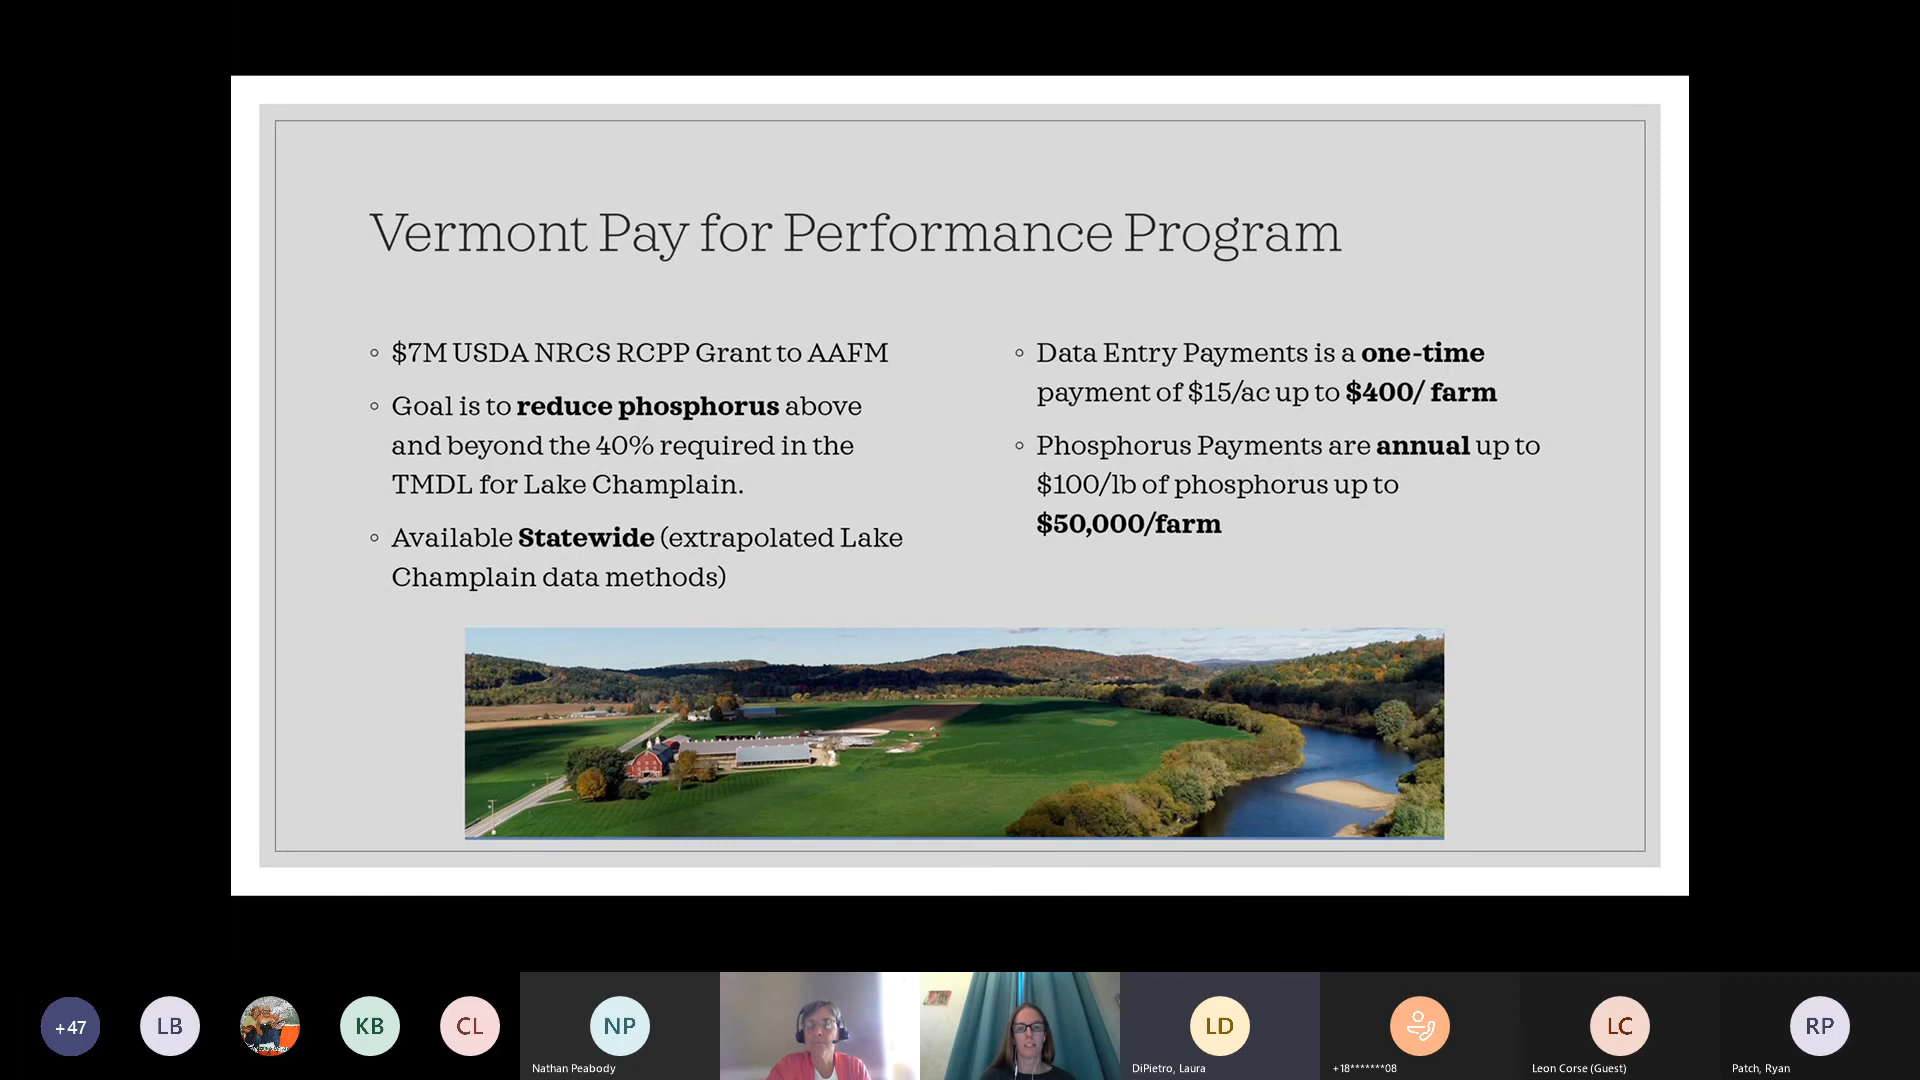 Vermont Pay for Performance Program
◦ $7M USDA NRCS RCPP Grant to AAFM
◦ Goal is to reduce phosphorus above
and beyond the 40% required in the
TMDL for Lake Champlain.
◦ Available Statewide (extrapolated Lake
Champlain data methods)
◦ Data Entry Payments is a one-time
payment of $15/ac up to $400/ farm
◦ Phosphorus Payments are annual up to
$100/lb of phosphorus up to
$50,000/farm
+47
LB
KB
CL
NP
Nathan Peabody
LD
DiPietro, Laura
+18*******08
LC
Leon Corse (Guest)
RP
Patch, Ryan